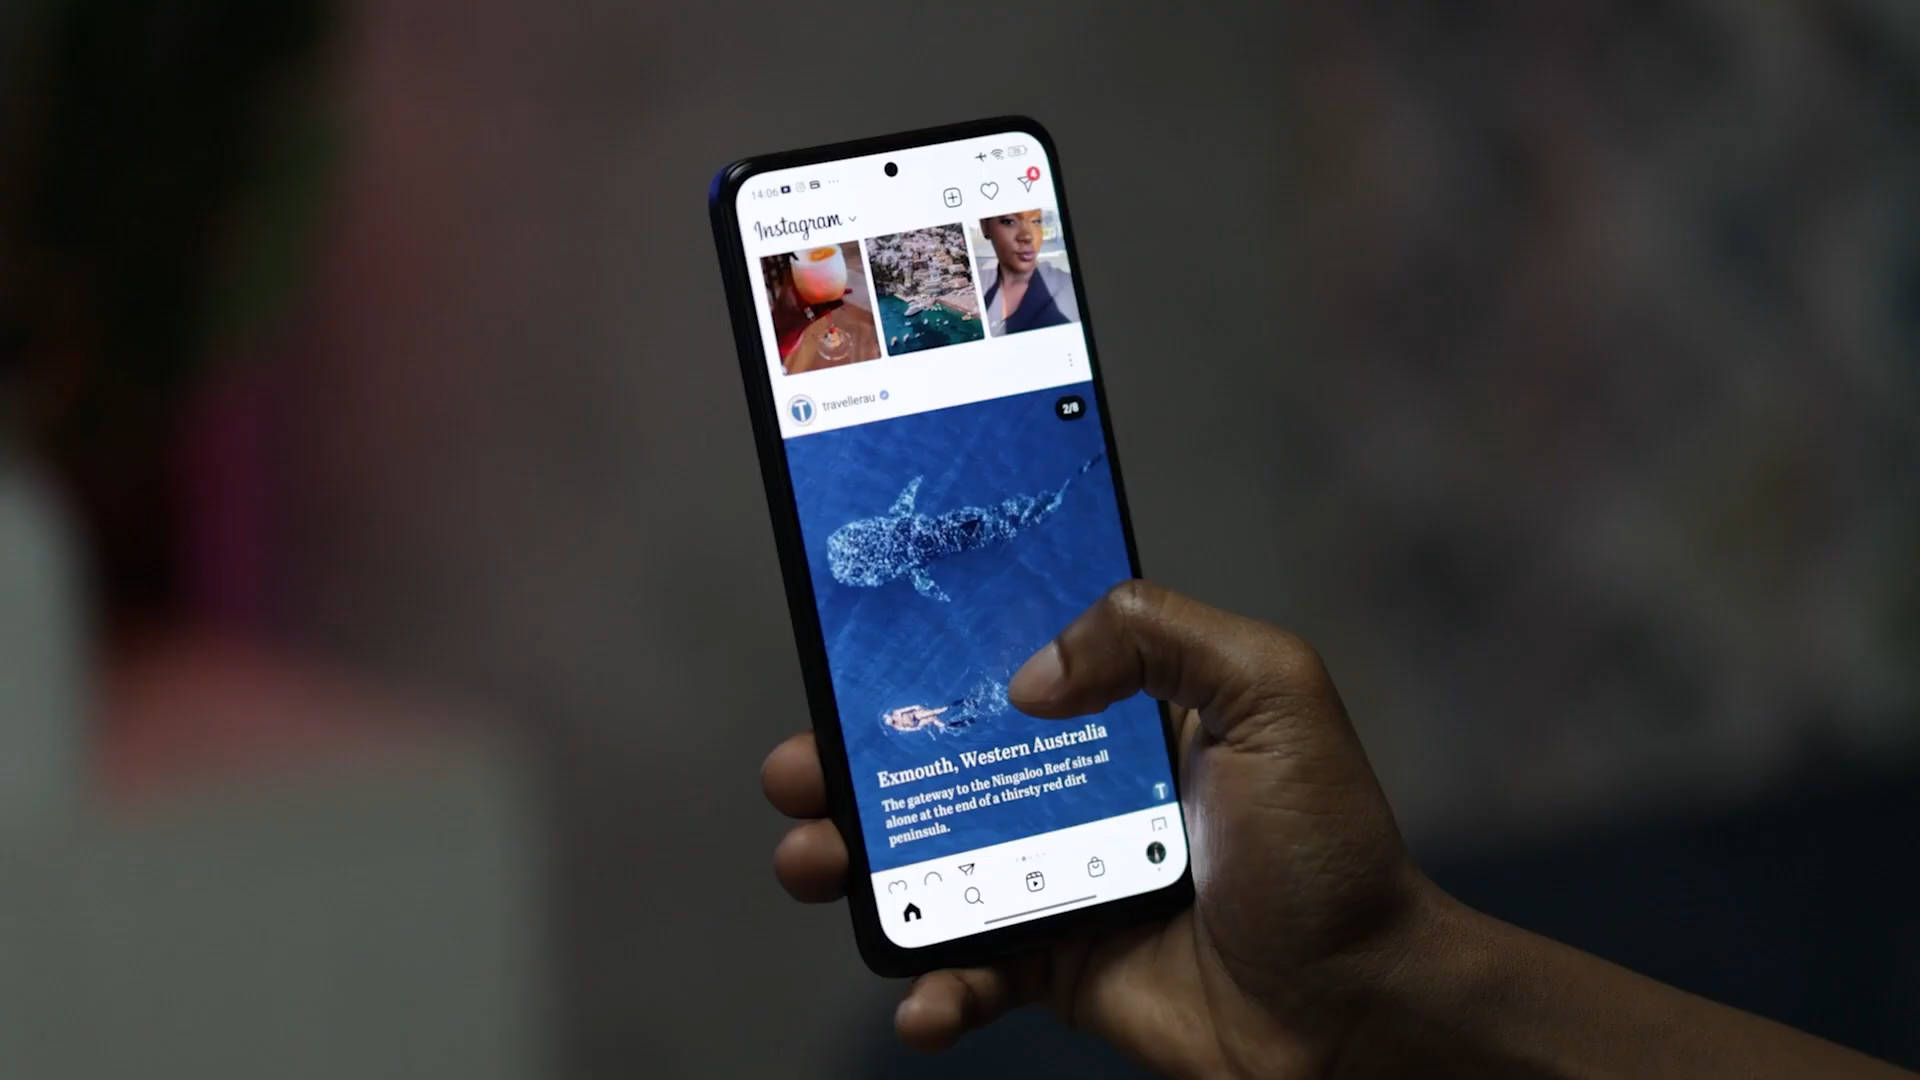 14:06
4
Instagram
travellerau
2/8
Exmouth, Western Australia
The gateway to the Ningaloo Reef sits all
alone at the end of a thirsty red dirt
peninsula.
T